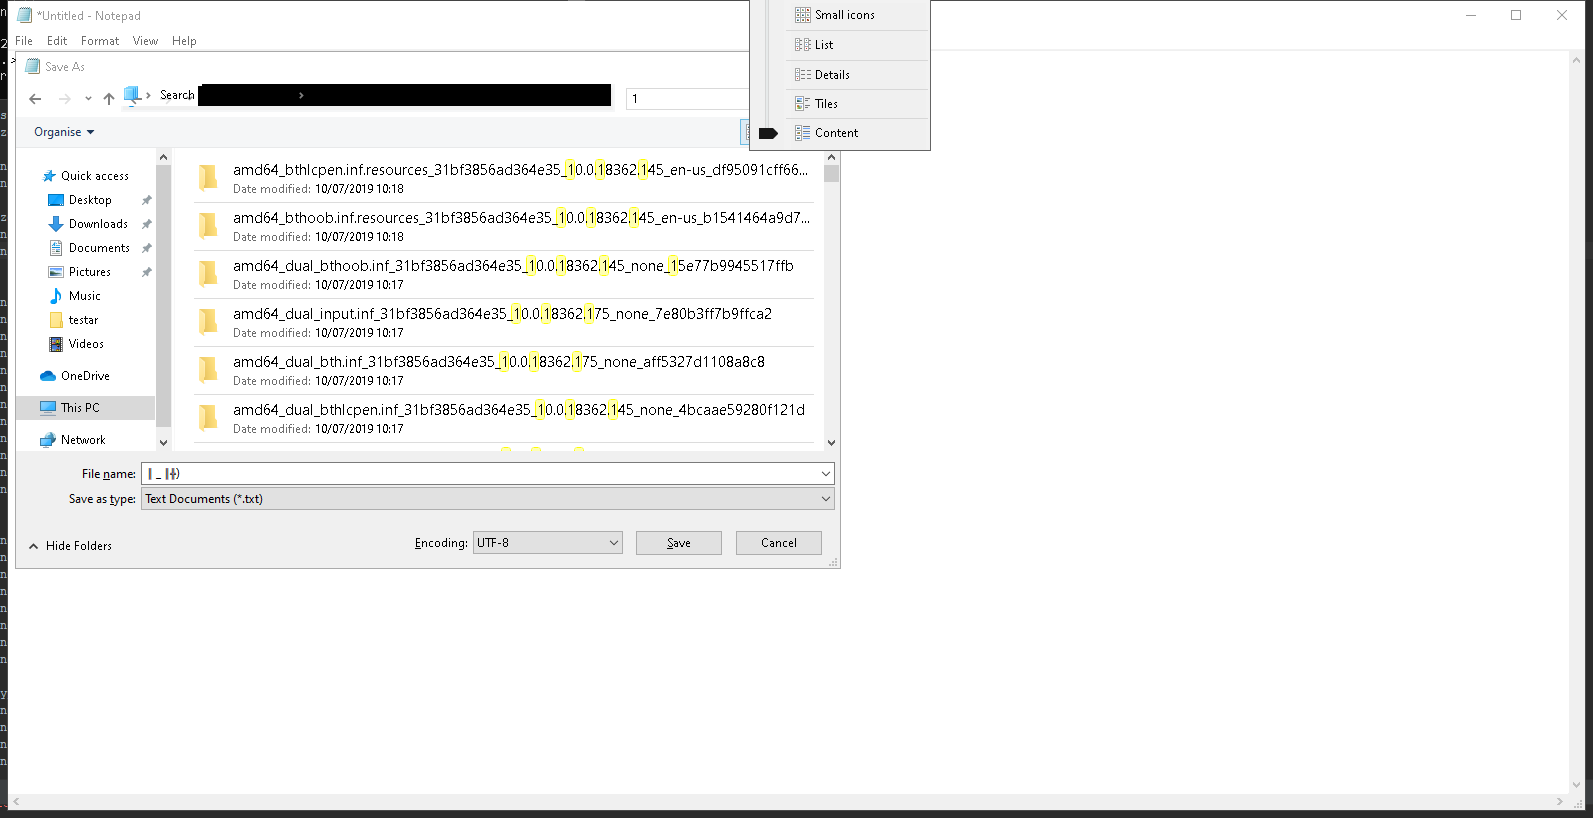 *Untitled - Notepad
File Edit Format View Help
Save As
Search
1
Small icons
List
Details
Tiles
Content
Organise
Quick access
Desktop
Downloads
Documents
Pictures
Music
testar
Videos
OneDrive
This PC
Network
amd64_bthlcpen.inf.resources_31bf3856ad364e35_10.0.18362.145_en-us_df95091cff66...
Date modified: 10/07/2019 10:18
amd64_bthoob.inf.resources_31bf3856ad364e35_10.0.18362.145_en-us_b1541464a9d7...
Date modified: 10/07/2019 10:18
amd64_dual_bthoob.inf_31bf3856ad364e35_10.0.18362.145_none_15e77b9945517ffb
Date modified: 10/07/2019 10:17
amd64_dual_input.inf_31bf3856ad364e35_10.0.18362.175_none_7e80b3ff7b9ffca2
Date modified: 10/07/2019 10:17
amd64_dual_bth.inf_31bf3856ad364e35_10.0.18362.175_none_aff5327d1108a8c8
Date modified: 10/07/2019 10:17
amd64_dual_bthlcpen.inf_31bf3856ad364e35_10.0.18362.145_none_4bcaae59280f121d
Date modified: 10/07/2019 10:17
File name:
Save as type: Text Documents (*.txt)
Hide Folders
Encoding: UTF-8
Save
Cancel